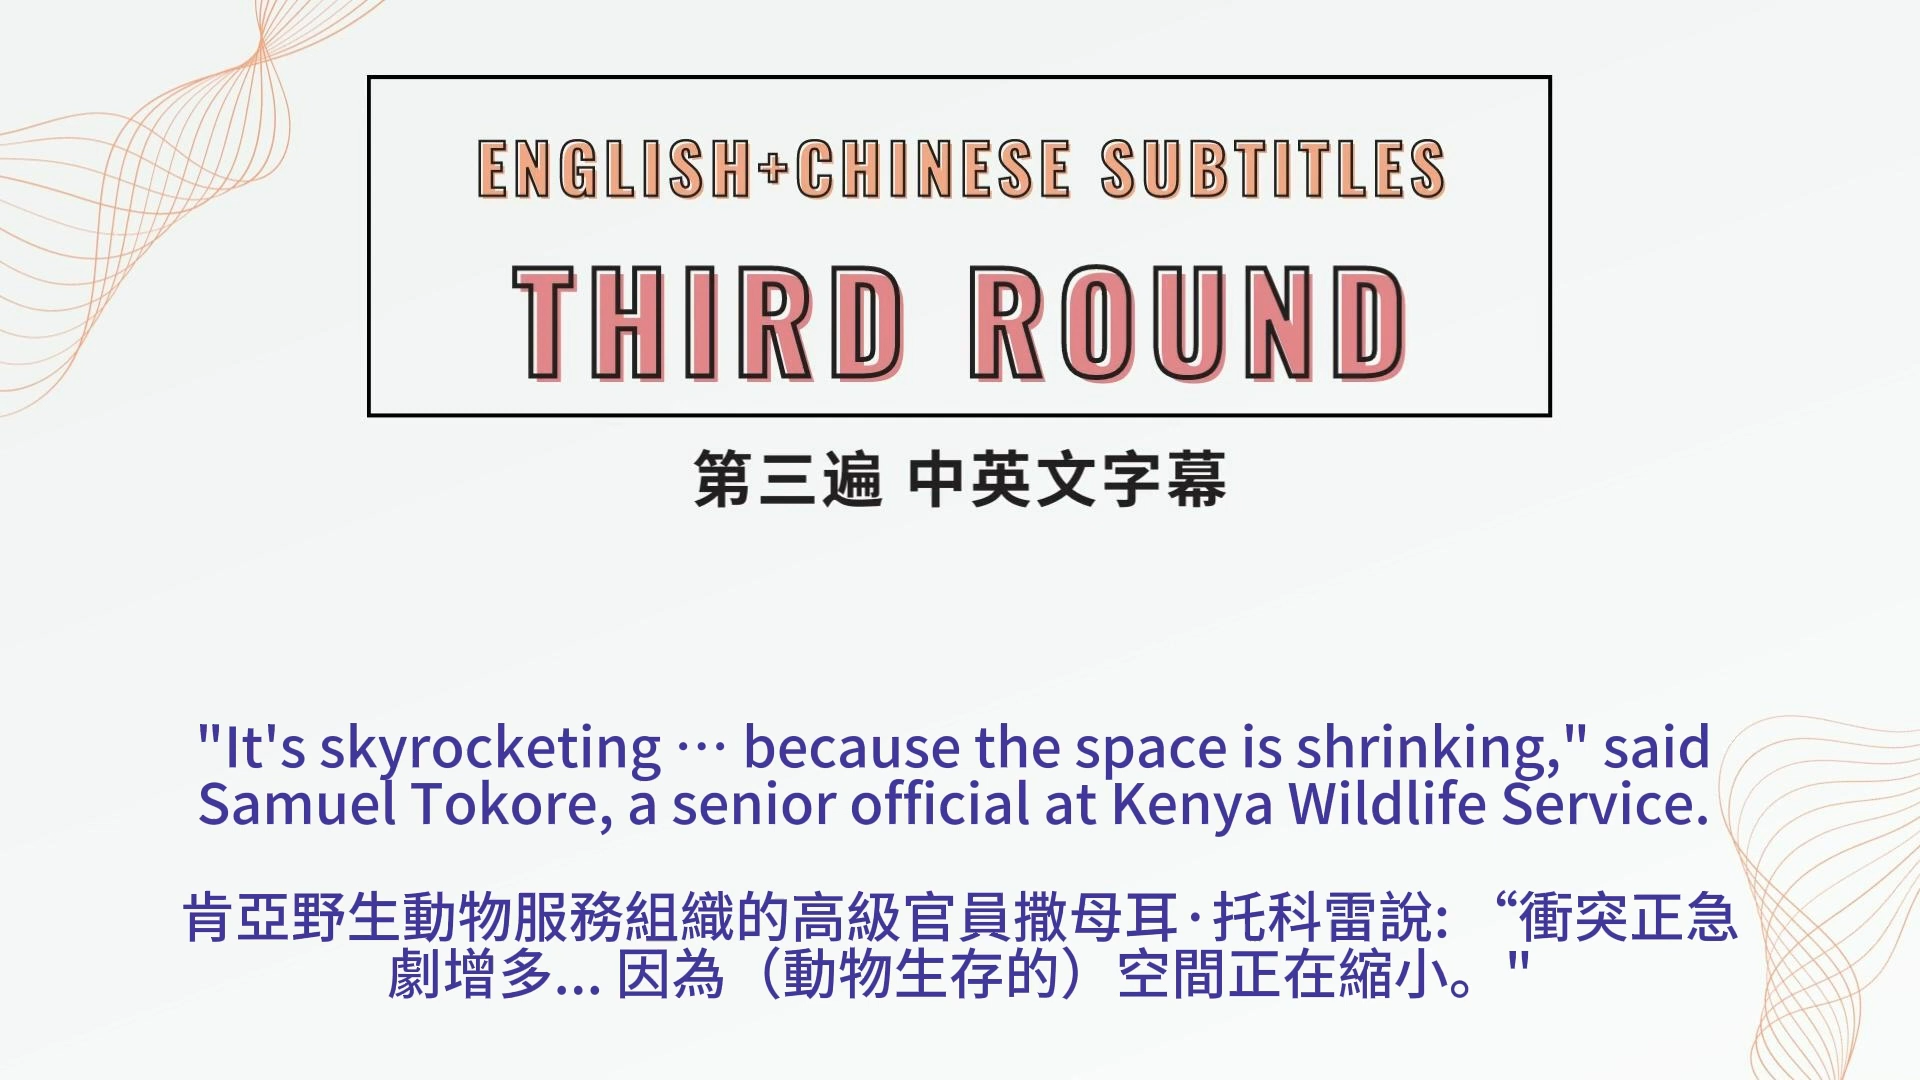 ENGLISH+CHINESE SUBTITLES
THIRD ROUND
第三遍 中英文字幕
"It's skyrocketing ⋯ because the space is shrinking," said
Samuel Tokore, a senior official at Kenya Wildlife Service.
肯亞野生動物服務組織的高級官員撒母耳·托科雷說: “衝突正急
劇增多... 因為（動物生存的）空間正在縮小。"